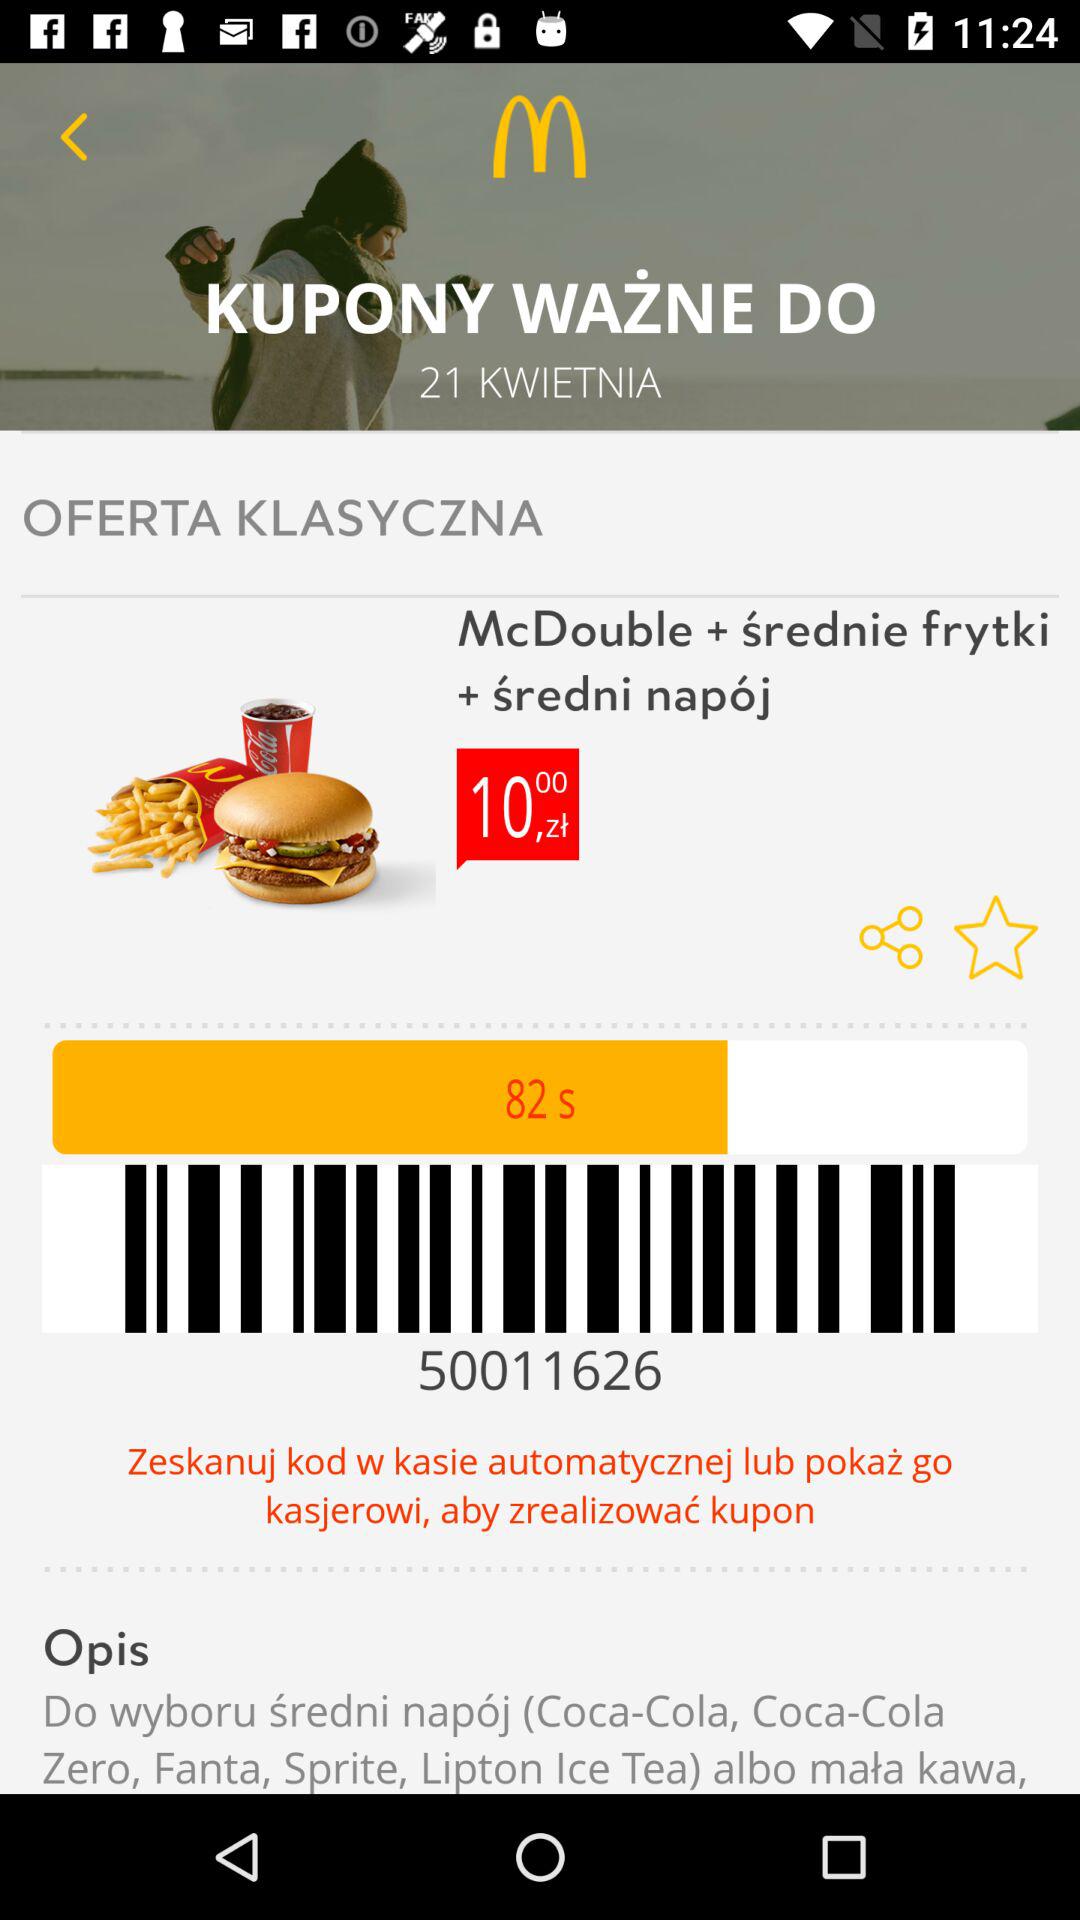 FAKE
11:24
KUPONY WAŻNE DO
21 KWIETNIA
OFERTA KLASYCZNA
McDouble + średnie frytki
+ średni napój
10,00 zł
Cola
82 s
50011626
Zeskanuj kod w kasie automatycznej lub pokaż go
kasjerowi, aby zrealizować kupon
Opis
Do wyboru średni napój (Coca-Cola, Coca-Cola
Zero, Fanta, Sprite, Lipton Ice Tea) albo mała kawa,